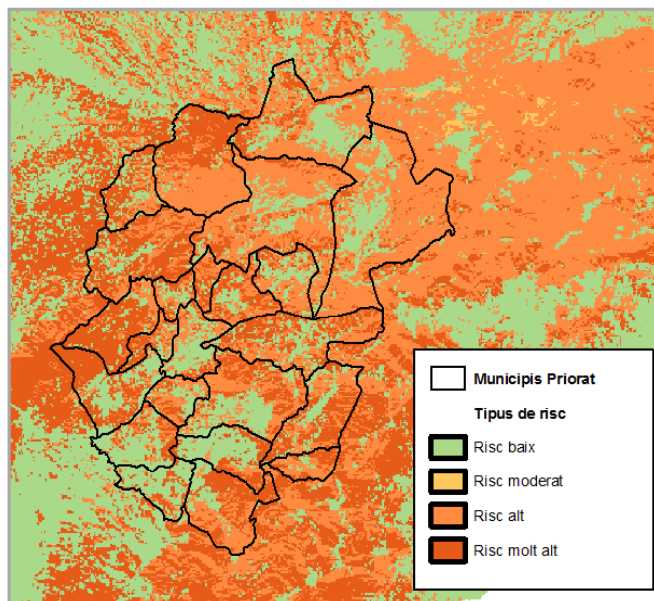 Municipis Priorat
Tipus de risc
Risc baix
Risc moderat
Risc alt
Risc molt alt